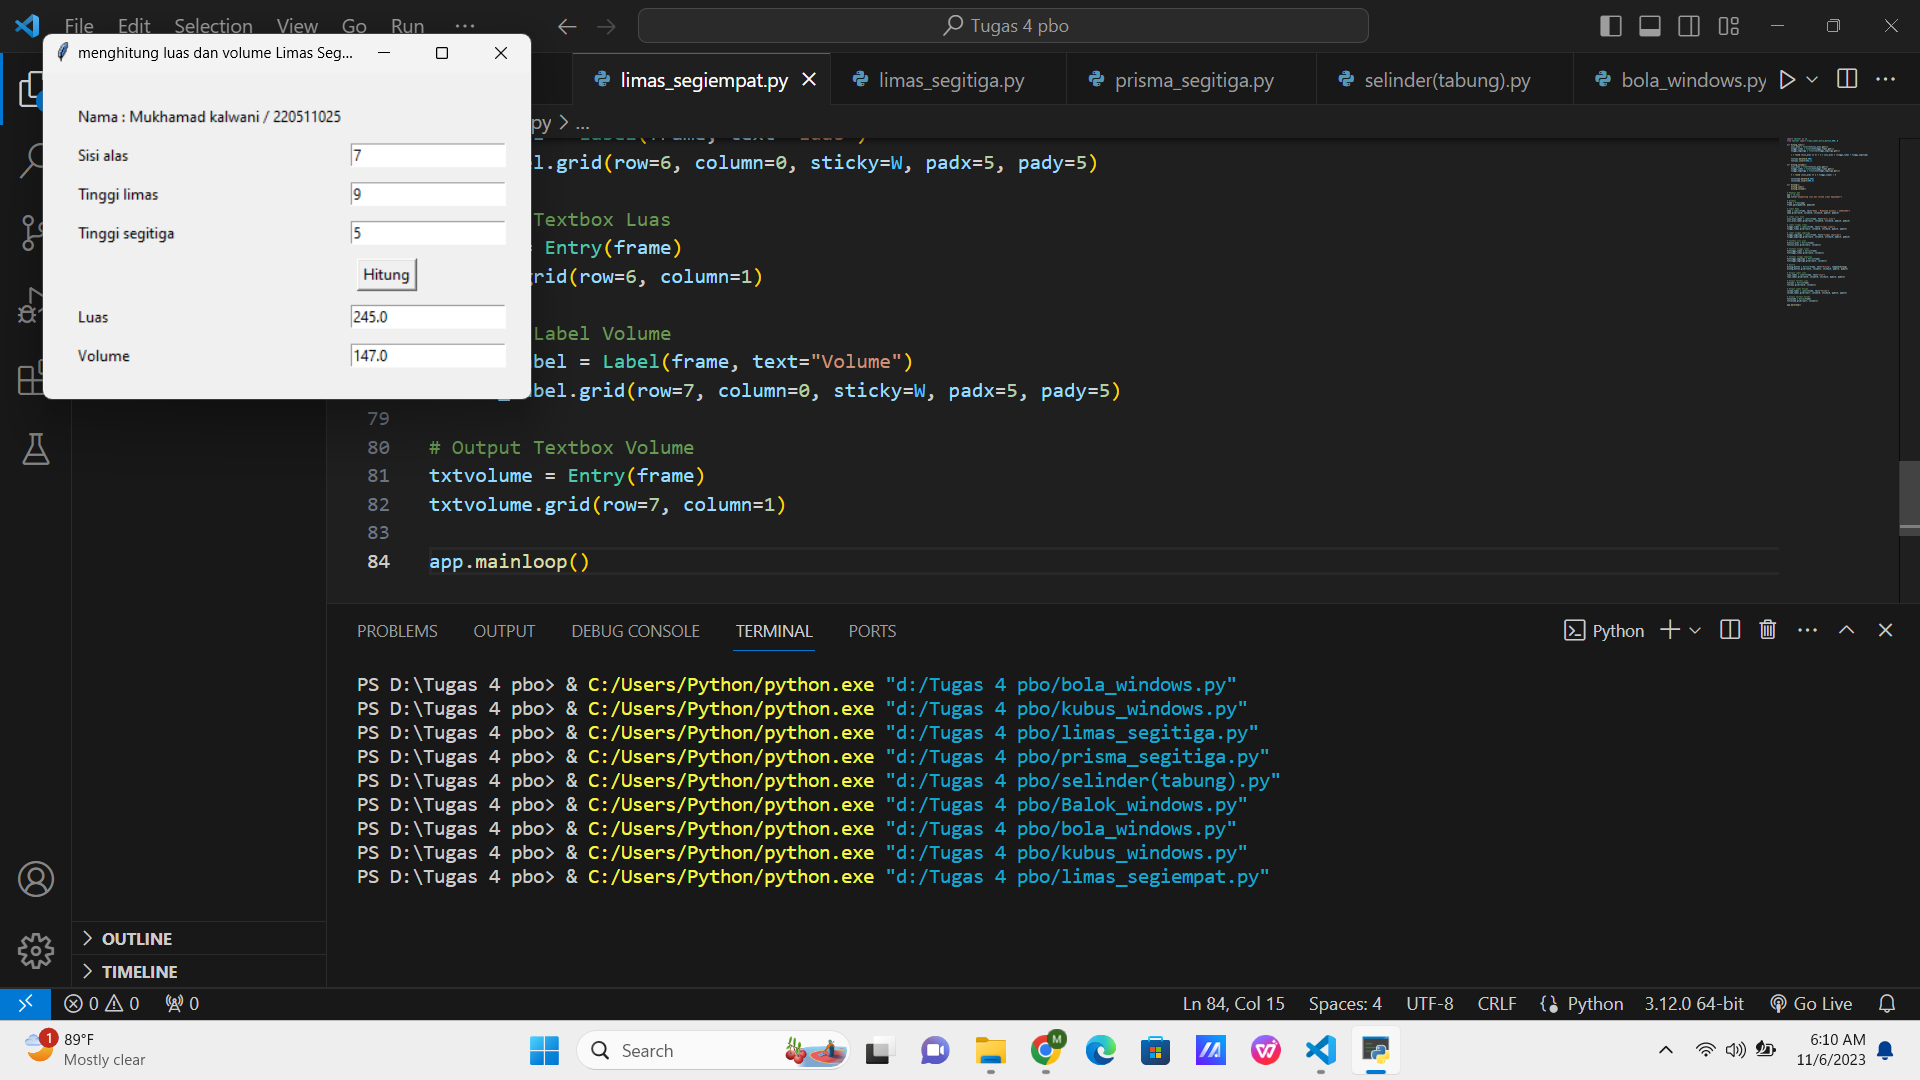 File Edit Selection View Go Run ...
Tugas 4 pbo
menghitung luas dan volume Limas Seg...
Nama : Mukhamad kalwani / 220511025
Sisi alas 7
Tinggi limas 9
Tinggi segitiga 5
Hitung
Luas 245.0
Volume 147.0
limas_segiempat.py
limas_segitiga.py
prisma_segitiga.py
selinder(tabung).py
bola_windows.py
py > ...
l.grid(row=6, column=0, sticky=W, padx=5, pady=5)
Textbox Luas
= Entry(frame)
grid(row=6, column=1)
Label Volume
bel = Label(frame, text="Volume")
abel.grid(row=7, column=0, sticky=W, padx=5, pady=5)
79
80 # Output Textbox Volume
81 txtvolume = Entry(frame)
82 txtvolume.grid(row=7, column=1)
83
84 app.mainloop()
PROBLEMS OUTPUT DEBUG CONSOLE TERMINAL PORTS
Python
PS D:\Tugas 4 pbo> & C:/Users/Python/python.exe "d:/Tugas 4 pbo/bola_windows.py"
PS D:\Tugas 4 pbo> & C:/Users/Python/python.exe "d:/Tugas 4 pbo/kubus_windows.py"
PS D:\Tugas 4 pbo> & C:/Users/Python/python.exe "d:/Tugas 4 pbo/limas_segitiga.py"
PS D:\Tugas 4 pbo> & C:/Users/Python/python.exe "d:/Tugas 4 pbo/prisma_segitiga.py"
PS D:\Tugas 4 pbo> & C:/Users/Python/python.exe "d:/Tugas 4 pbo/selinder(tabung).py"
PS D:\Tugas 4 pbo> & C:/Users/Python/python.exe "d:/Tugas 4 pbo/Balok_windows.py"
PS D:\Tugas 4 pbo> & C:/Users/Python/python.exe "d:/Tugas 4 pbo/bola_windows.py"
PS D:\Tugas 4 pbo> & C:/Users/Python/python.exe "d:/Tugas 4 pbo/kubus_windows.py"
PS D:\Tugas 4 pbo> & C:/Users/Python/python.exe "d:/Tugas 4 pbo/limas_segiempat.py"
OUTLINE
TIMELINE
0 0 0
Ln 84, Col 15 Spaces: 4 UTF-8 CRLF Python 3.12.0 64-bit Go Live
1
89°F
Mostly clear
Search
M
6:10 AM
11/6/2023